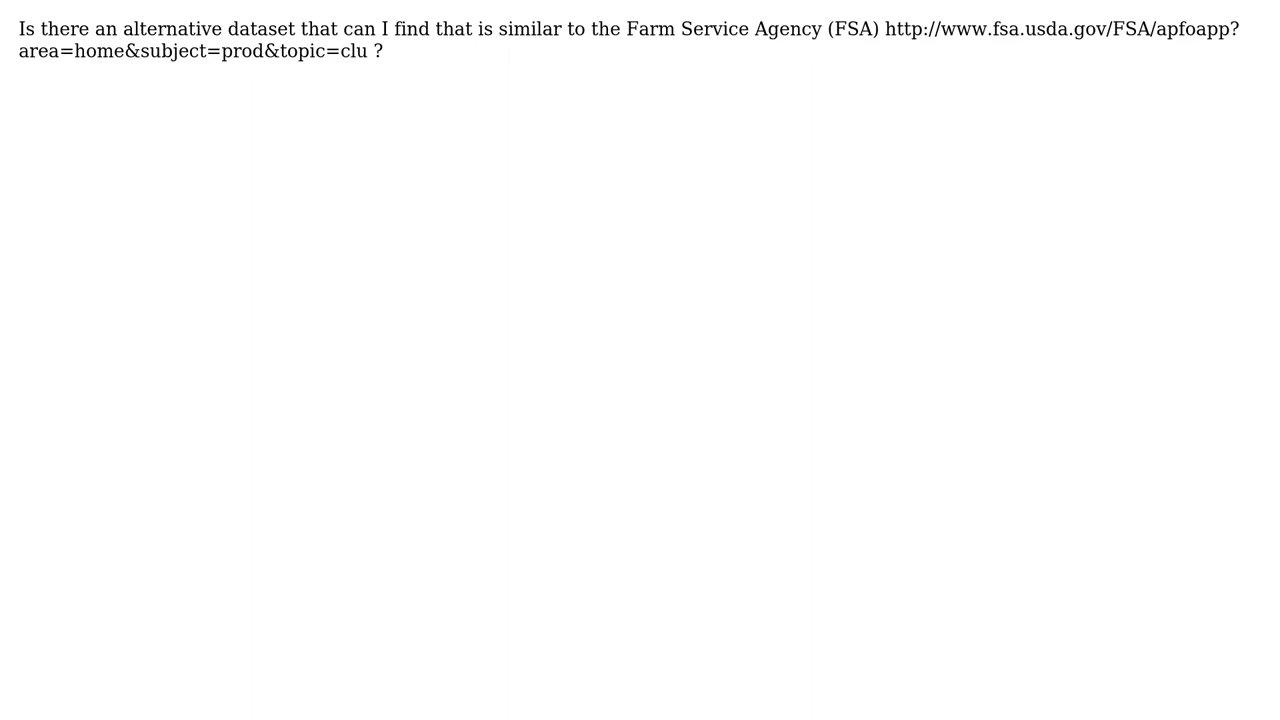 Is there an alternative dataset that can I find that is similar to the Farm Service Agency (FSA) http://www.fsa.usda.gov/FSA/apfoapp?
area=home&subject=prod&topic=clu ?